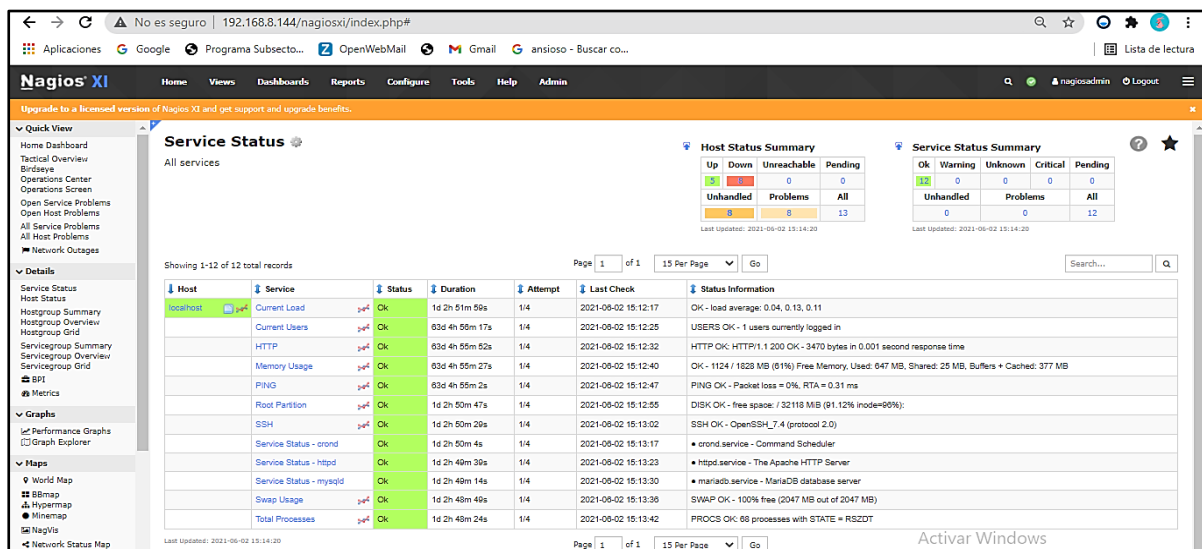 No es seguro | 192.168.8.144/nagiosxi/index.php#
Aplicaciones Google Programa Subsecto... OpenWebMail Gmail ansioso - Buscar co... Lista de lectura
Nagios XI Home Views Dashboards Reports Configure Tools Help Admin nagiosadmin Logout
Upgrade to a licensed version of Nagios XI and get support and upgrade benefits.
Quick View
Home Dashboard
Tactical Overview
Birdseye
Operations Center
Operations Screen
Open Service Problems
Open Host Problems
All Service Problems
All Host Problems
Network Outages
Details
Service Status
Host Status
Hostgroup Summary
Hostgroup Overview
Hostgroup Grid
Servicegroup Summary
Servicegroup Overview
Servicegroup Grid
BPI
Metrics
Graphs
Performance Graphs
Graph Explorer
Maps
World Map
BBmap
Hypermap
Minemap
NagVis
Network Status Map
Service Status
All services
Host Status Summary
Up Down Unreachable Pending
5 8 0 0
Unhandled Problems All
8 8 13
Last Updated: 2021-06-02 15:14:20
Service Status Summary
Ok Warning Unknown Critical Pending
12 0 0 0 0
Unhandled Problems All
0 0 12
Last Updated: 2021-06-02 15:14:20
Showing 1-12 of 12 total records
Page 1 of 1 15 Per Page Go
Search...
Host Service Status Duration Attempt Last Check Status Information
localhost Current Load Ok 1d 2h 51m 59s 1/4 2021-06-02 15:12:17 OK - load average: 0.04, 0.13, 0.11
Current Users Ok 63d 4h 56m 17s 1/4 2021-06-02 15:12:25 USERS OK - 1 users currently logged in
HTTP Ok 63d 4h 55m 52s 1/4 2021-06-02 15:12:32 HTTP OK: HTTP/1.1 200 OK - 3470 bytes in 0.001 second response time
Memory Usage Ok 63d 4h 55m 27s 1/4 2021-06-02 15:12:40 OK - 1124 / 1828 MB (61%) Free Memory, Used: 647 MB, Shared: 25 MB, Buffers + Cached: 377 MB
PING Ok 63d 4h 55m 2s 1/4 2021-06-02 15:12:47 PING OK - Packet loss = 0%, RTA = 0.31 ms
Root Partition Ok 1d 2h 50m 47s 1/4 2021-06-02 15:12:55 DISK OK - free space: / 32118 MiB (91.12% inode=96%):
SSH Ok 1d 2h 50m 29s 1/4 2021-06-02 15:13:02 SSH OK - OpenSSH_7.4 (protocol 2.0)
Service Status - crond Ok 1d 2h 50m 4s 1/4 2021-06-02 15:13:17 ● crond.service - Command Scheduler
Service Status - httpd Ok 1d 2h 49m 39s 1/4 2021-06-02 15:13:23 ● httpd.service - The Apache HTTP Server
Service Status - mysqld Ok 1d 2h 49m 14s 1/4 2021-06-02 15:13:30 ● mariadb.service - MariaDB database server
Swap Usage Ok 1d 2h 48m 49s 1/4 2021-06-02 15:13:36 SWAP OK - 100% free (2047 MB out of 2047 MB)
Total Processes Ok 1d 2h 48m 24s 1/4 2021-06-02 15:13:42 PROCS OK: 68 processes with STATE = RSZDT
Last Updated: 2021-06-02 15:14:20
Page 1 of 1 15 Per Page Go
Activar Windows